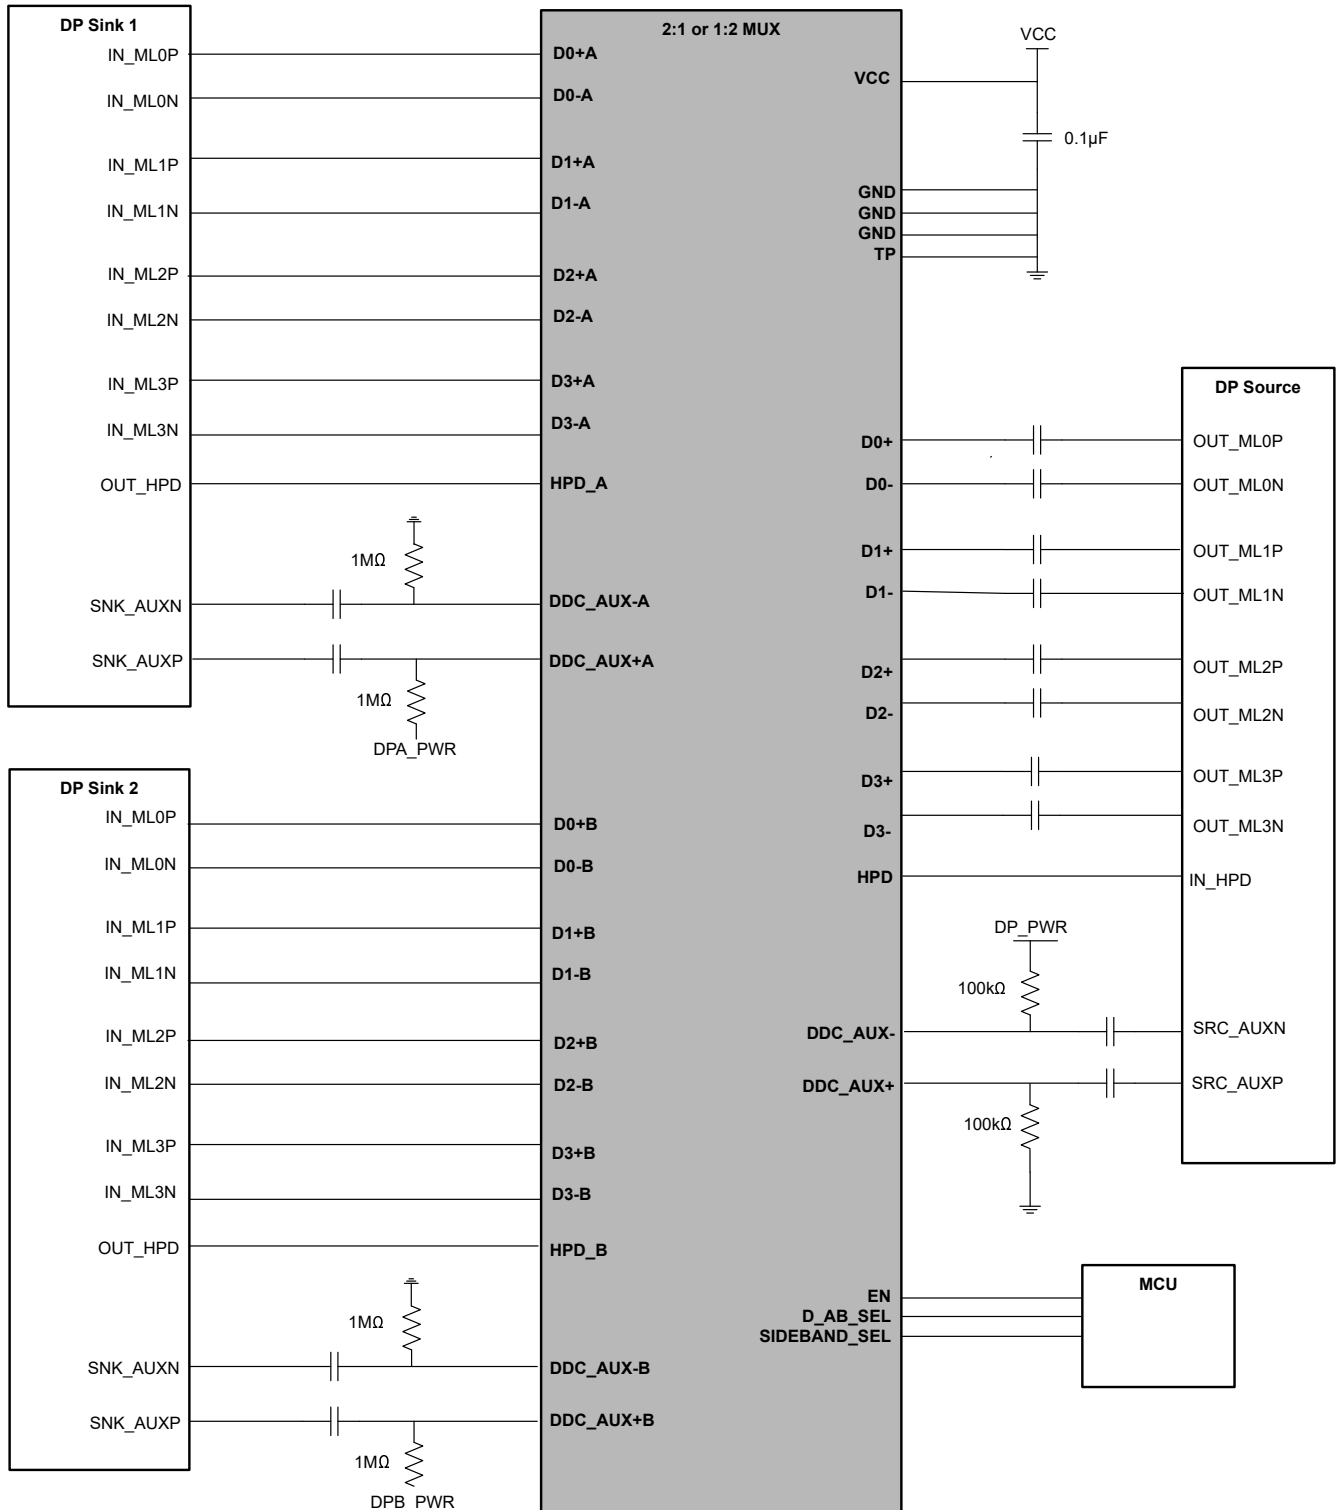 DP Sink 1
IN_ML0P
IN_ML0N
IN_ML1P
IN_ML1N
IN_ML2P
IN_ML2N
IN_ML3P
IN_ML3N
OUT_HPD
SNK_AUXN
SNK_AUXP
1MΩ
1MΩ
DPA_PWR
DP Sink 2
IN_ML0P
IN_ML0N
IN_ML1P
IN_ML1N
IN_ML2P
IN_ML2N
IN_ML3P
IN_ML3N
OUT_HPD
SNK_AUXN
SNK_AUXP
1MΩ
1MΩ
DPB_PWR
2:1 or 1:2 MUX
D0+A
D0-A
D1+A
D1-A
D2+A
D2-A
D3+A
D3-A
HPD_A
DDC_AUX-A
DDC_AUX+A
D0+B
D0-B
D1+B
D1-B
D2+B
D2-B
D3+B
D3-B
HPD_B
DDC_AUX-B
DDC_AUX+B
VCC
GND
GND
GND
TP
D0+
D0-
D1+
D1-
D2+
D2-
D3+
D3-
HPD
DDC_AUX-
DDC_AUX+
EN
D_AB_SEL
SIDEBAND_SEL
VCC
0.1µF
DP_PWR
100kΩ
100kΩ
DP Source
OUT_ML0P
OUT_ML0N
OUT_ML1P
OUT_ML1N
OUT_ML2P
OUT_ML2N
OUT_ML3P
OUT_ML3N
IN_HPD
SRC_AUXN
SRC_AUXP
MCU